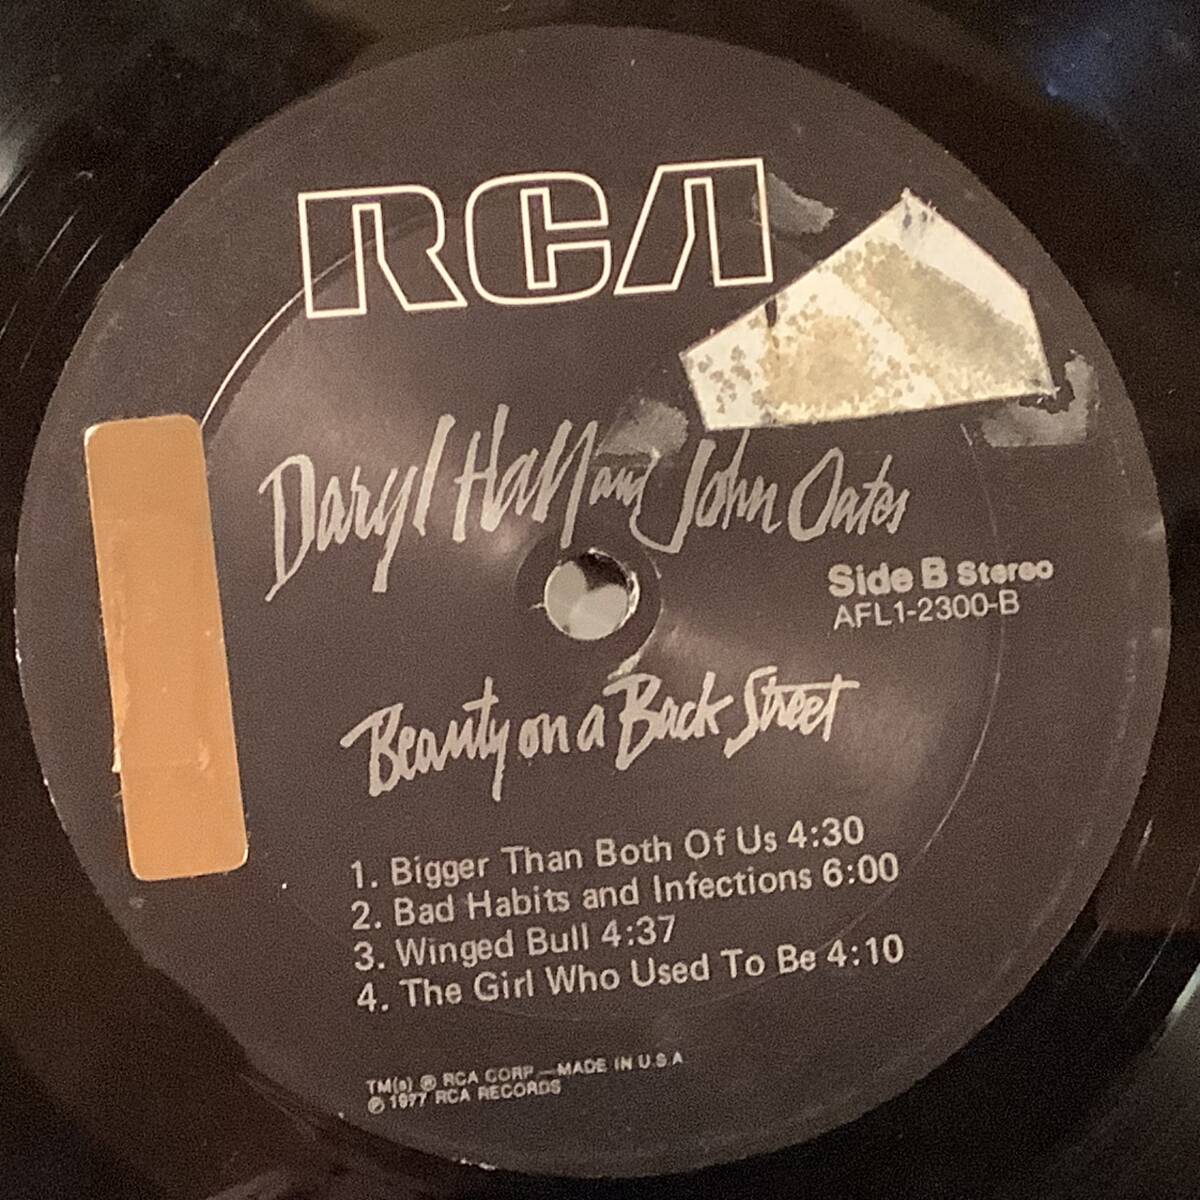 RCA
Daryl Hall and John Oates
Side B Stereo
AFL1-2300-B
Beauty on a Back Street
1. Bigger Than Both Of Us 4:30
2. Bad Habits and Infections 6:00
3. Winged Bull 4:37
4. The Girl Who Used To Be 4:10
TM(s) ® RCA CORP—MADE IN U.S.A
℗ 1977 RCA RECORDS